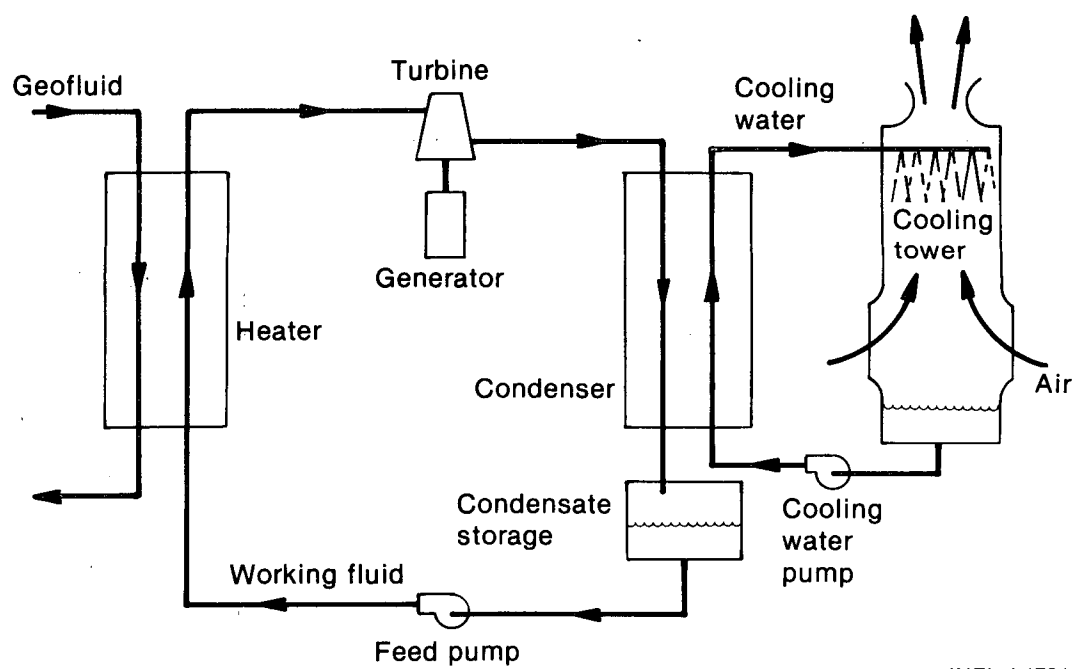 Geofluid
Turbine
Cooling
water
Generator
Heater
Cooling
tower
Condenser
Air
Condensate
storage
Cooling
water
pump
Working fluid
Feed pump